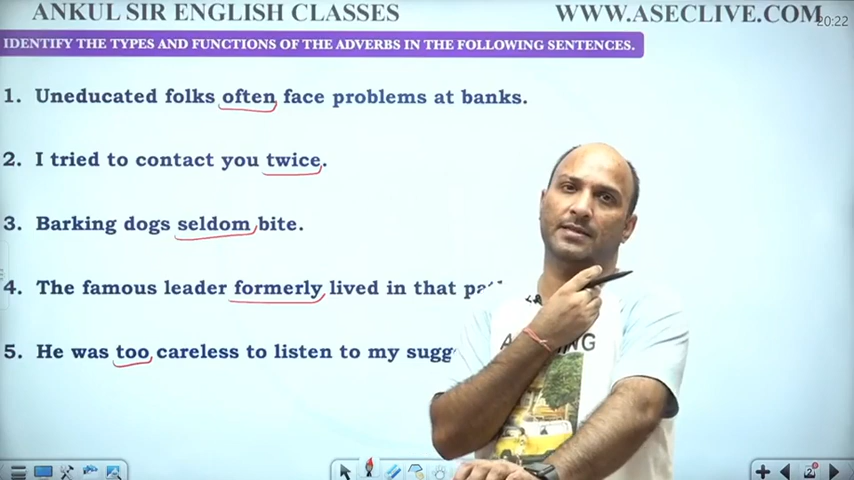 ANKUL SIR ENGLISH CLASSES
WWW.ASECLIVE.COM
20:22
IDENTIFY THE TYPES AND FUNCTIONS OF THE ADVERBS IN THE FOLLOWING SENTENCES.
1. Uneducated folks often face problems at banks.
2. I tried to contact you twice.
3. Barking dogs seldom bite.
4. The famous leader formerly lived in that
5. He was too careless to listen to my
2